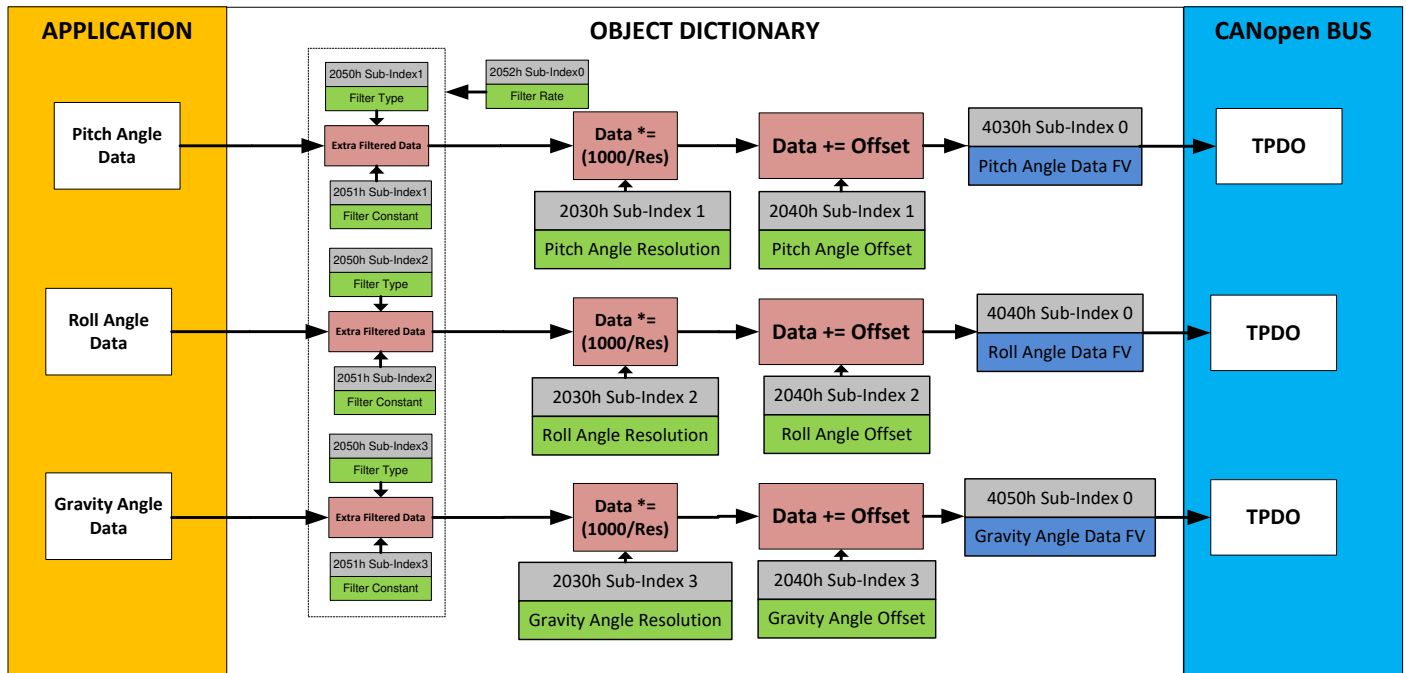 APPLICATION
OBJECT DICTIONARY
CANopen BUS
2050h Sub-Index1
Filter Type
2052h Sub-Index0
Filter Rate
Pitch Angle
Data
Extra Filtered Data
Data *=
(1000/Res)
Data += Offset
4030h Sub-Index 0
Pitch Angle Data FV
TPDO
2051h Sub-Index1
Filter Constant
2030h Sub-Index 1
Pitch Angle Resolution
2040h Sub-Index 1
Pitch Angle Offset
2050h Sub-Index2
Filter Type
Roll Angle
Data
Extra Filtered Data
Data *=
(1000/Res)
Data += Offset
4040h Sub-Index 0
Roll Angle Data FV
TPDO
2051h Sub-Index2
Filter Constant
2030h Sub-Index 2
Roll Angle Resolution
2040h Sub-Index 2
Roll Angle Offset
2050h Sub-Index3
Filter Type
Gravity Angle
Data
Extra Filtered Data
Data *=
(1000/Res)
Data += Offset
4050h Sub-Index 0
Gravity Angle Data FV
TPDO
2051h Sub-Index3
Filter Constant
2030h Sub-Index 3
Gravity Angle Resolution
2040h Sub-Index 3
Gravity Angle Offset